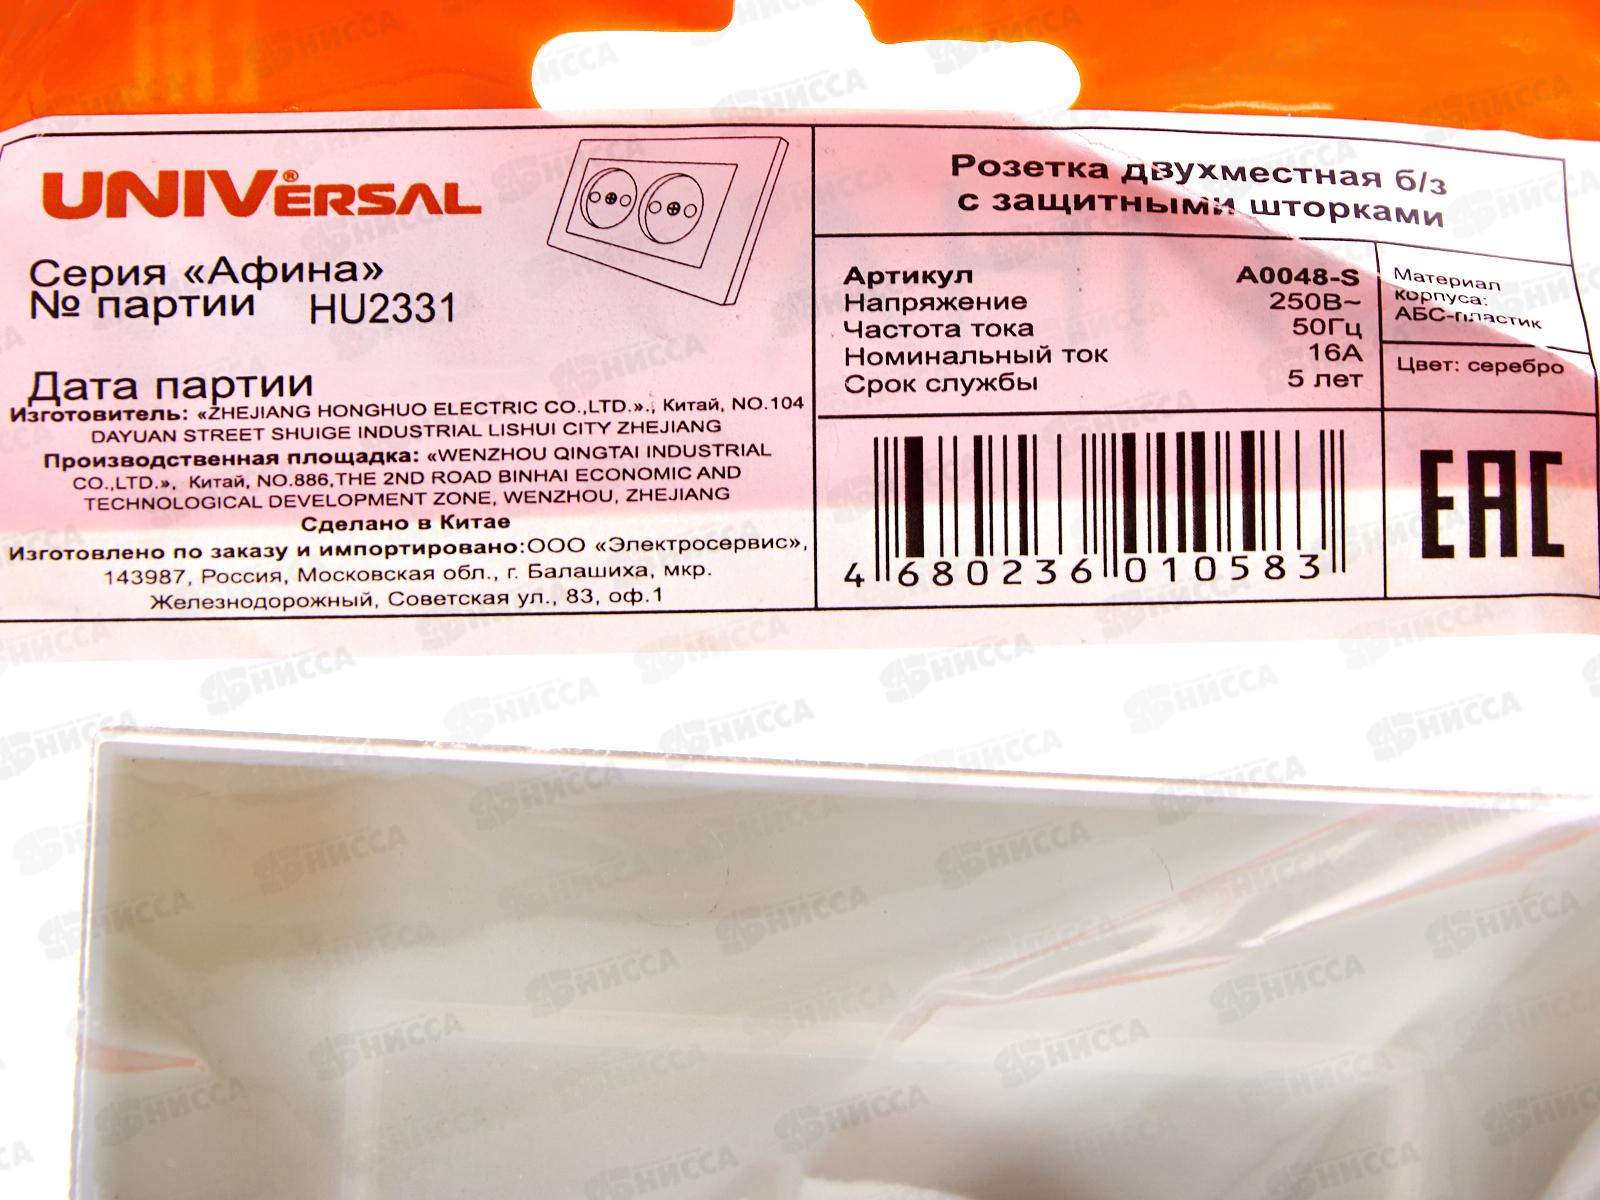 UNIVERSAL®
Серия «Афина»
№ партии HU2331
Дата партии
Изготовитель: «ZHEJIANG HONGHUO ELECTRIC CO.,LTD.»., Китай, NO.104
DAYUAN STREET SHUIGE INDUSTRIAL LISHUI CITY ZHEJIANG
Производственная площадка: «WENZHOU QINGTAI INDUSTRIAL
CO.,LTD.», Китай, NO.886,THE 2ND ROAD BINHAI ECONOMIC AND
TECHNOLOGICAL DEVELOPMENT ZONE, WENZHOU, ZHEJIANG
Сделано в Китае
Изготовлено по заказу и импортировано:ООО «Электросервис»,
143987, Россия, Московская обл., г. Балашиха, мкр.
Железнодорожный, Советская ул., 83, оф.1
Розетка двухместная б/з
с защитными шторками
Артикул A0048-S
Напряжение 250В~
Частота тока 50Гц
Номинальный ток 16А
Срок службы 5 лет
Материал
корпуса:
АБС-пластик
Цвет: серебро
4 680236 010583
EAC